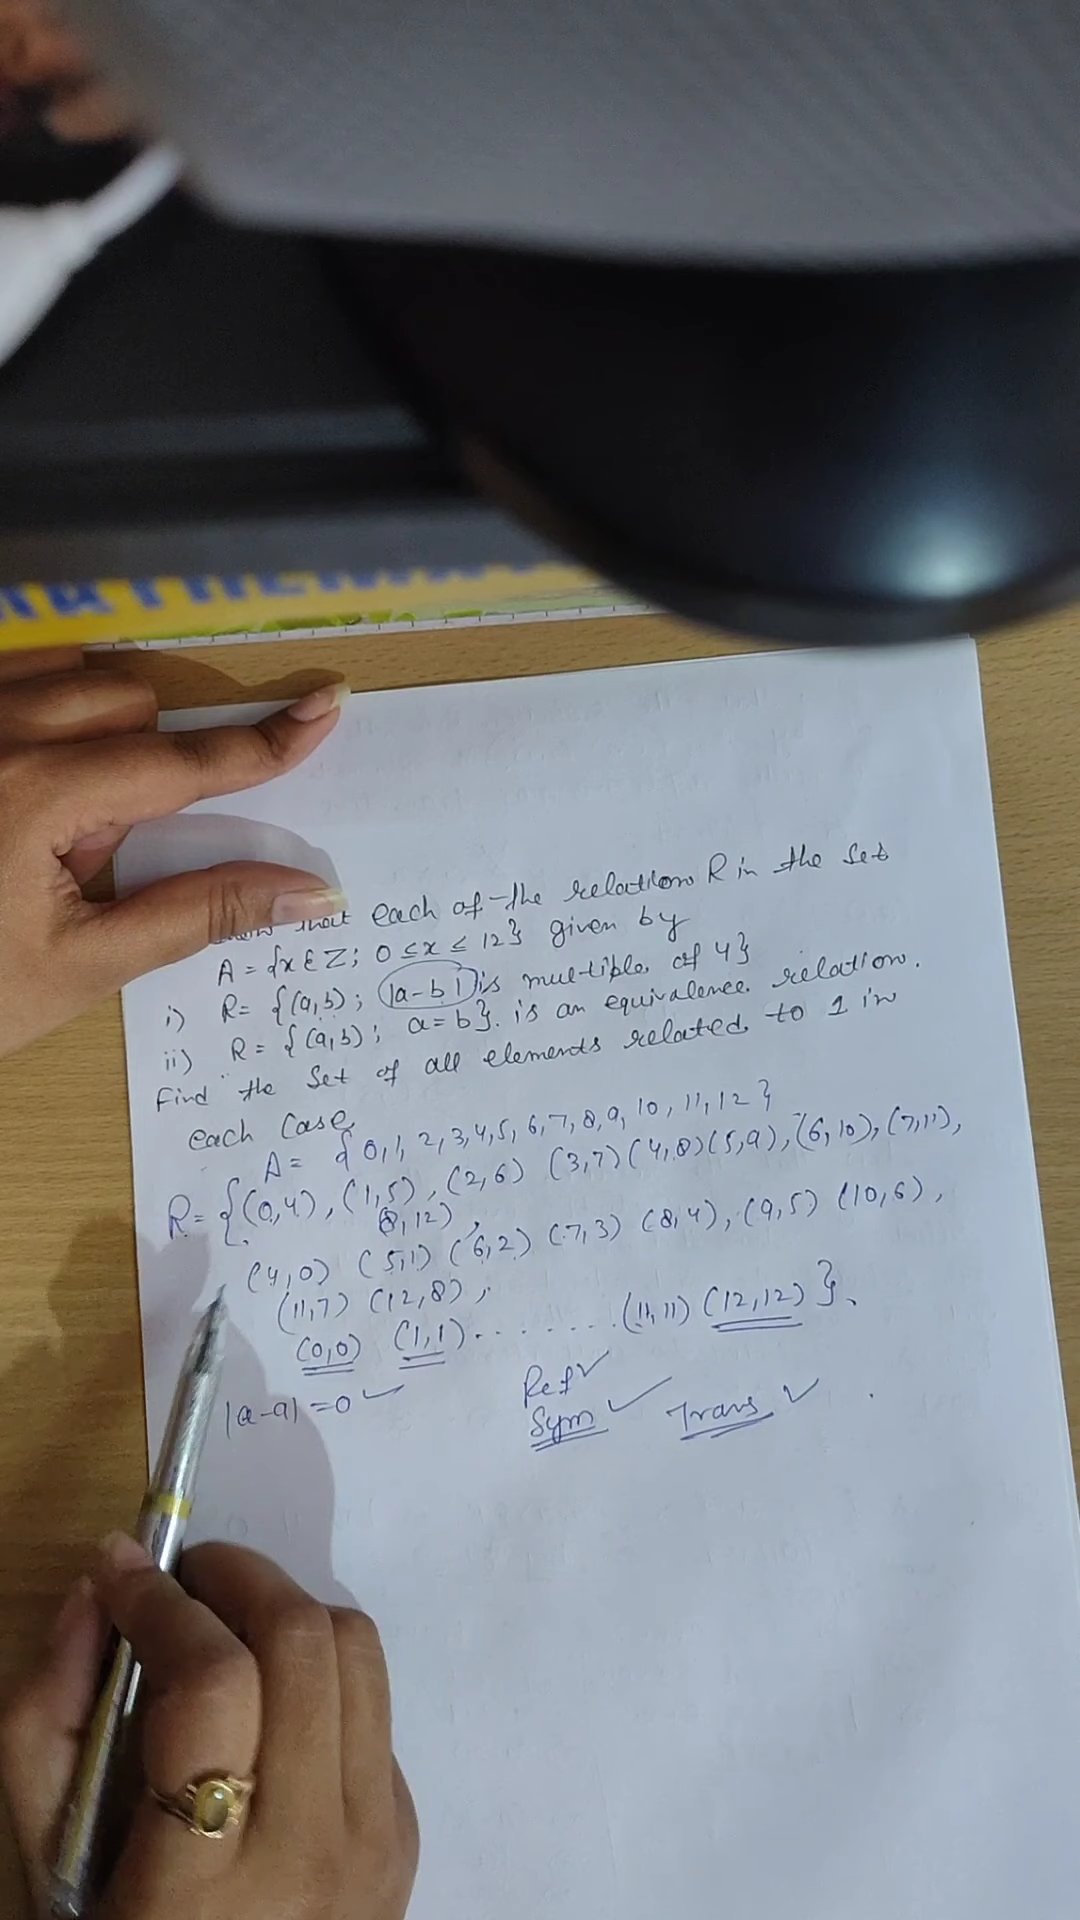 that each of the relation R in the set
A = {x ∈ Z; 0 ≤ x ≤ 12} given by
i) R = {(a,b); |a-b| is multible of 4}
ii) R = {(a,b); a=b}. is an equivalence relation.
Find the set of all elements related to 1 in
each case.
A = {0,1,2,3,4,5,6,7,8,9,10,11,12}
R = {(0,4), (1,5), (2,6) (3,7) (4,8) (5,9), (6,10), (7,11),
(8,12),
(4,0) (5,1) (6,2) (7,3) (8,4), (9,5) (10,6),
(11,7) (12,8),
(0,0) (1,1) ....... (11,11) (12,12)}.
|a-a| = 0 ✓
Ref ✓
Sym ✓ Trans ✓